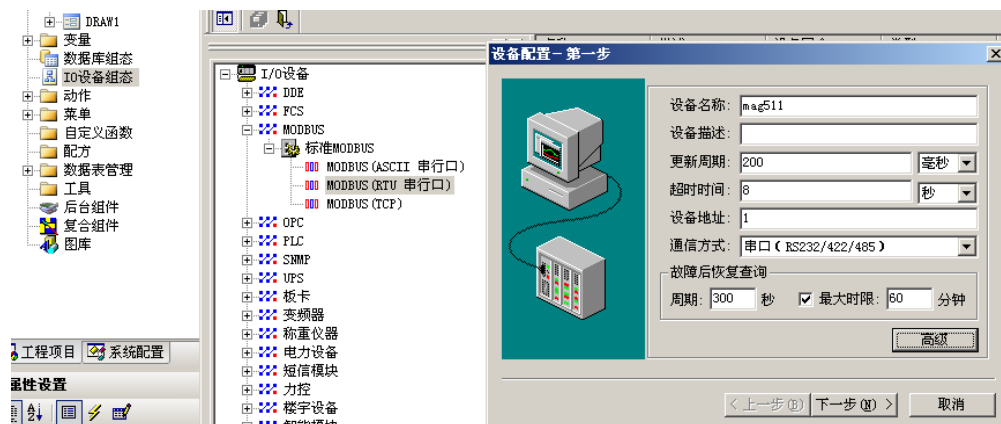 DRAW1
变量
数据库组态
IO设备组态
动作
菜单
自定义函数
配方
数据表管理
工具
后台组件
复合组件
图库
工程项目
系统配置
属性设置
I/O设备
DDE
FCS
MODBUS
标准MODBUS
MODBUS(ASCII 串行口)
MODBUS(RTU 串行口)
MODBUS(TCP)
OPC
PLC
SNMP
UPS
板卡
变频器
称重仪器
电力设备
短信模块
力控
楼宇设备
智能模块
设备配置－第一步
设备名称: mag511
设备描述:
更新周期: 200 毫秒
超时时间: 8 秒
设备地址: 1
通信方式: 串口（RS232/422/485）
故障后恢复查询
周期: 300 秒 最大时限: 60 分钟
高级
< 上一步(B) 下一步(N) > 取消